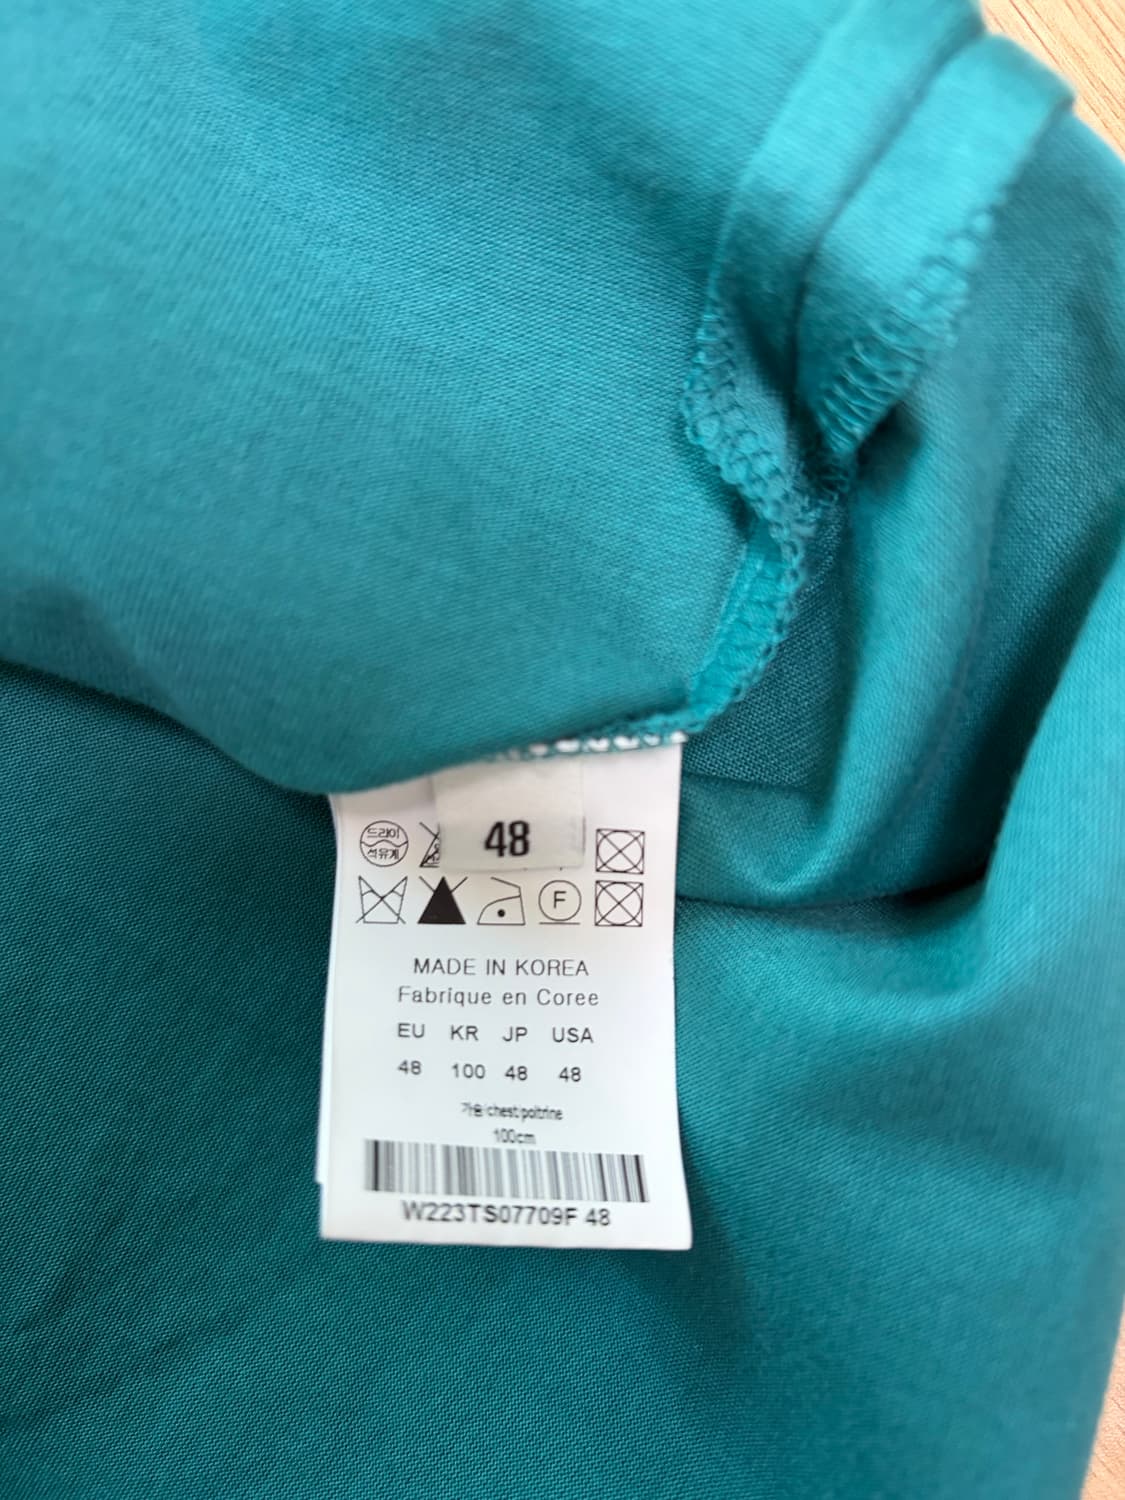 48
드라이
석유계
F
MADE IN KOREA
Fabrique en Coree
EU KR JP USA
48 100 48 48
가슴/chest/poitrine
100cm
W223TS07709F 48